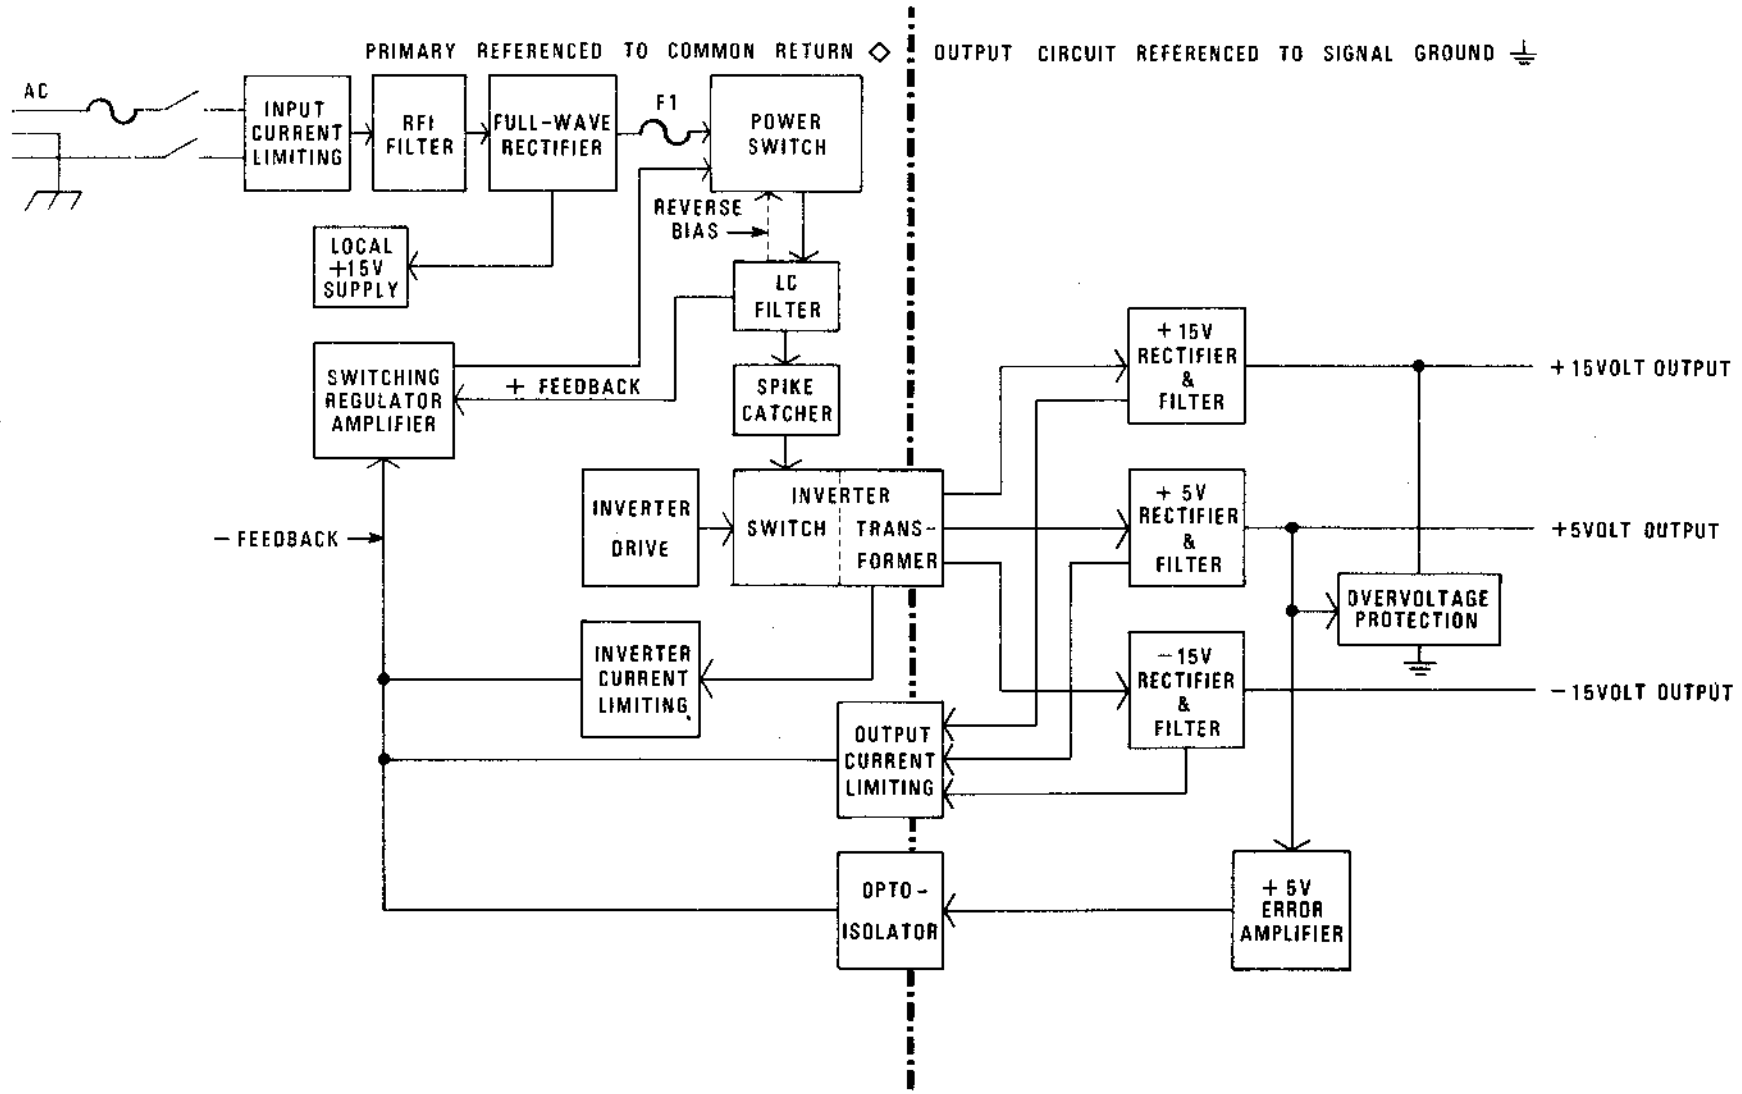 PRIMARY REFERENCED TO COMMON RETURN
OUTPUT CIRCUIT REFERENCED TO SIGNAL GROUND
AC
INPUT
CURRENT
LIMITING
RFI
FILTER
FULL-WAVE
RECTIFIER
F1
POWER
SWITCH
REVERSE
BIAS
LOCAL
+15V
SUPPLY
LC
FILTER
SWITCHING
REGULATOR
AMPLIFIER
+ FEEDBACK
SPIKE
CATCHER
+15V
RECTIFIER
&
FILTER
+15VOLT OUTPUT
INVERTER
DRIVE
INVERTER
SWITCH
TRANS-
FORMER
+ 5V
RECTIFIER
&
FILTER
+5VOLT OUTPUT
- FEEDBACK
OVERVOLTAGE
PROTECTION
INVERTER
CURRENT
LIMITING
-15V
RECTIFIER
&
FILTER
-15VOLT OUTPUT
OUTPUT
CURRENT
LIMITING
OPTO-
ISOLATOR
+ 5V
ERROR
AMPLIFIER